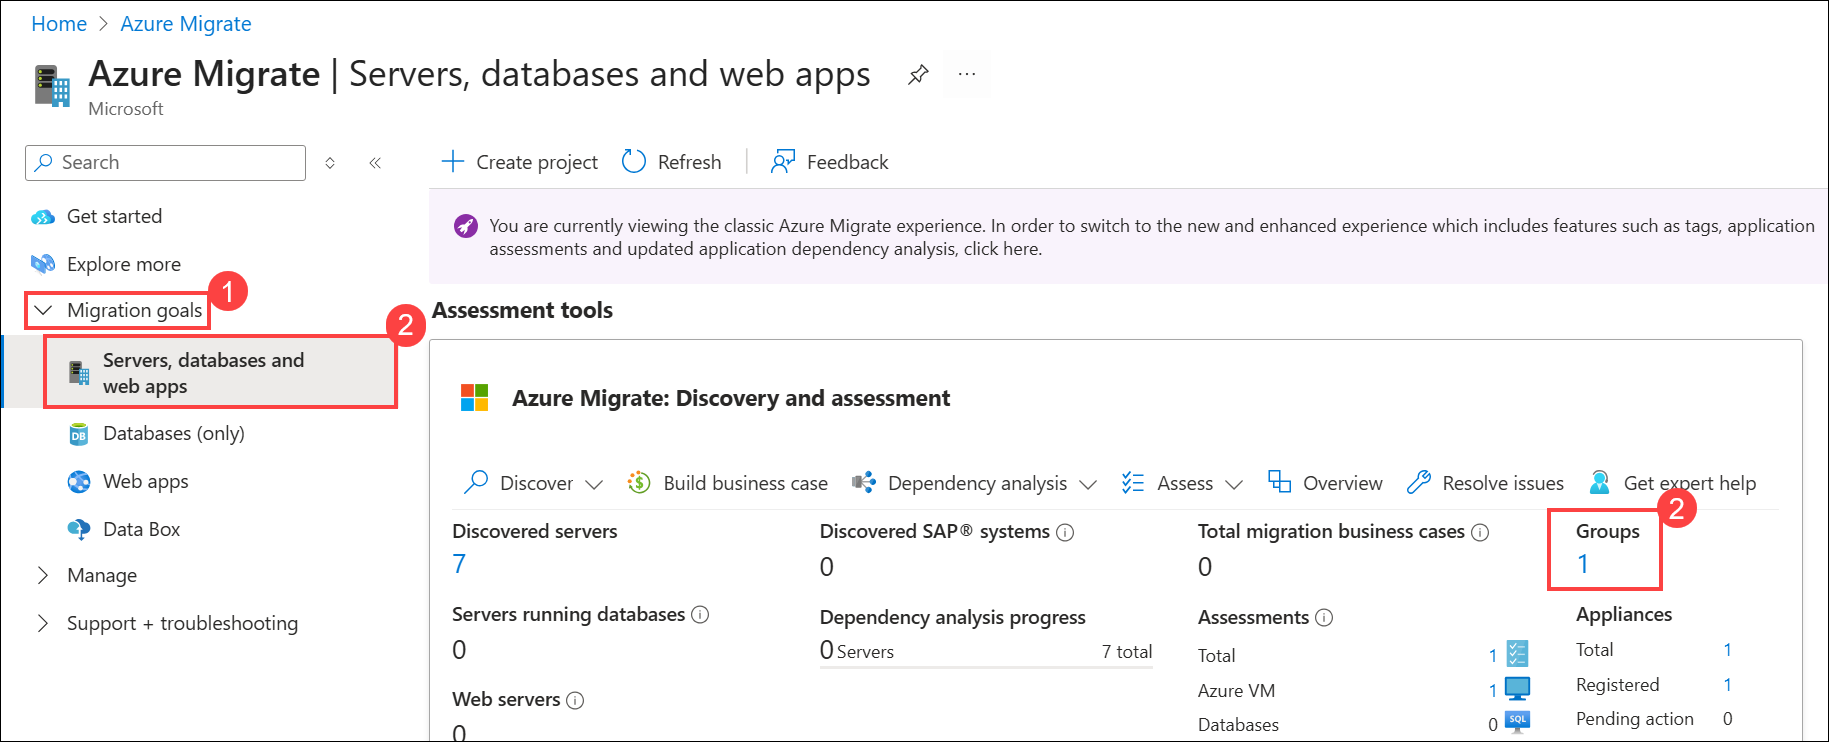 Home > Azure Migrate
Azure Migrate | Servers, databases and web apps
...
Microsoft
Search
Get started
Explore more
Migration goals
1
Servers, databases and
web apps
2
Databases (only)
Web apps
Data Box
Manage
Support + troubleshooting
Create project
Refresh
Feedback
You are currently viewing the classic Azure Migrate experience. In order to switch to the new and enhanced experience which includes features such as tags, application
assessments and updated application dependency analysis, click here.
Assessment tools
Azure Migrate: Discovery and assessment
Discover
Build business case
Dependency analysis
Assess
Overview
Resolve issues
Get expert help
Discovered servers
7
Servers running databases
0
Web servers
0
Discovered SAP® systems
0
Dependency analysis progress
0 Servers 7 total
Total migration business cases
0
Assessments
Total 1
Azure VM 1
Databases 0
SQL
2
Groups
1
Appliances
Total 1
Registered 1
Pending action 0
DB